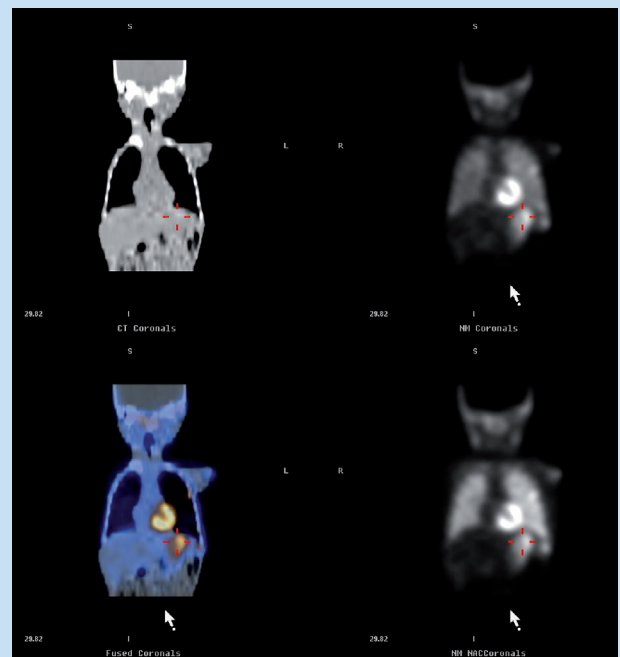 S
S
L
R
29.82
I
29.82
I
CT Coronals
NM Coronals
S
S
L
R
29.82
I
29.82
I
Fused Coronals
NM NACCoronals